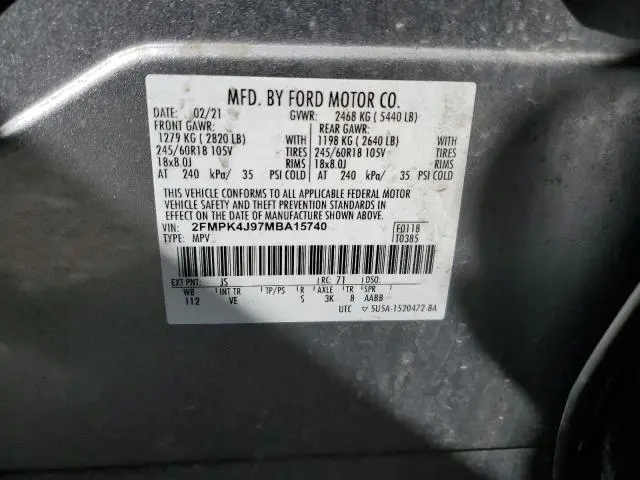 MFD. BY FORD MOTOR CO.
DATE: 02/21 GVWR: 2468 KG ( 5440 LB)
FRONT GAWR: REAR GAWR:
1279 KG ( 2820 LB) WITH 1198 KG ( 2640 LB) WITH
245/60R18 105V TIRES 245/60R18 105V TIRES
18x8.0J RIMS 18x8.0J RIMS
AT 240 kPa/ 35 PSI COLD AT 240 kPa/ 35 PSI COLD
THIS VEHICLE CONFORMS TO ALL APPLICABLE FEDERAL MOTOR
VEHICLE SAFETY AND THEFT PREVENTION STANDARDS IN
EFFECT ON THE DATE OF MANUFACTURE SHOWN ABOVE.
VIN: 2FMPK4J97MBA15740 F0118
TYPE: MPV T0385
EXT PNT: JS RC: 71 DSO:
WB INT TR TP/PS R AXLE TR SPR
112 VE S 3K 8 AABB
UTC 5U5A-1520472-BA